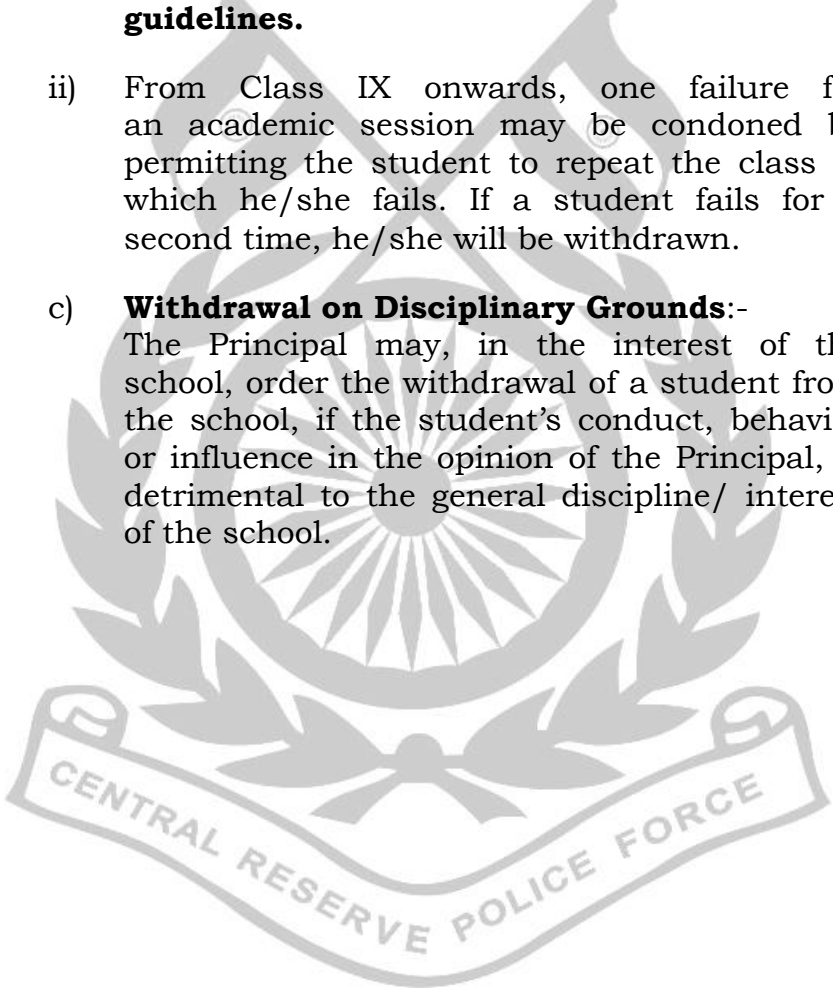 guidelines.
ii) From Class IX onwards, one failure f
an academic session may be condoned b
permitting the student to repeat the class
which he/she fails. If a student fails for
second time, he/she will be withdrawn.
c) Withdrawal on Disciplinary Grounds:-
The Principal may, in the interest of th
school, order the withdrawal of a student fro
the school, if the student's conduct, behavi
or influence in the opinion of the Principal,
detrimental to the general discipline/ intere
of the school.
CENTRAL RESERVE POLICE FORCE